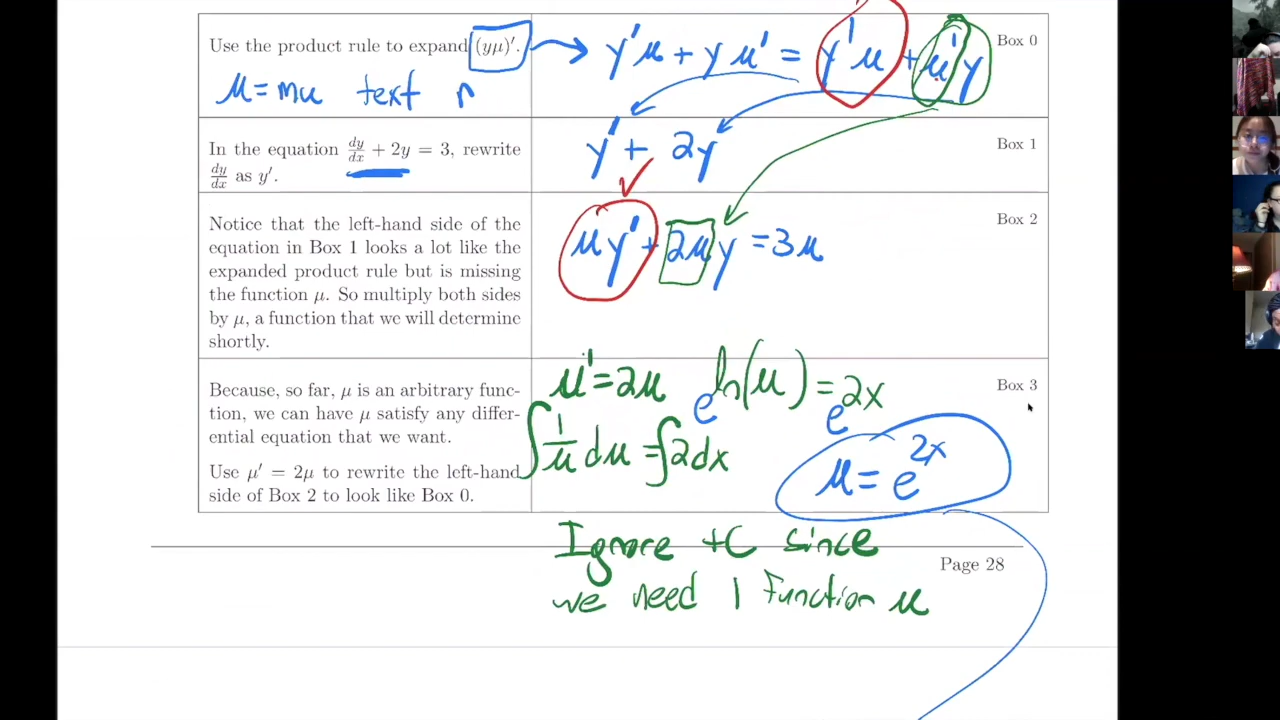 Use the product rule to expand (yμ)′. → y'μ + yμ' = y'μ + μ'y Box 0
μ = mu text
In the equation dy/dx + 2y = 3, rewrite y' + 2y Box 1
dy/dx as y′.
Notice that the left-hand side of the Box 2
equation in Box 1 looks a lot like the μy' + 2μy = 3μ
expanded product rule but is missing
the function μ. So multiply both sides
by μ, a function that we will determine
shortly.
Because, so far, μ is an arbitrary func- μ' = 2μ e^ln(μ) = e^2x Box 3
tion, we can have μ satisfy any differ-
ential equation that we want. ∫ 1/μ dμ = ∫ 2dx
Use μ′ = 2μ to rewrite the left-hand μ = e^2x
side of Box 2 to look like Box 0.
Ignore +C since
Page 28
we need 1 function μ